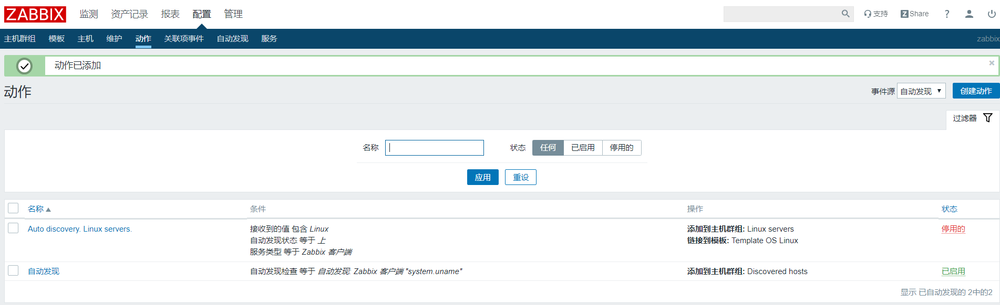 ZABBIX 监测 资产记录 报表 配置 管理 支持 Z Share ?
主机群组 模板 主机 维护 动作 关联项事件 自动发现 服务 zabbix
动作已添加
动作 事件源 自动发现 创建动作
过滤器
名称 状态 任何 已启用 停用的
应用 重设
名称 条件 操作 状态
Auto discovery. Linux servers. 接收到的值 包含 Linux 添加到主机群组: Linux servers 停用的
自动发现状态 等于 上 链接到模板: Template OS Linux
服务类型 等于 Zabbix 客户端
自动发现 自动发现检查 等于 自动发现: Zabbix 客户端 "system.uname" 添加到主机群组: Discovered hosts 已启用
显示 已自动发现的 2中的2